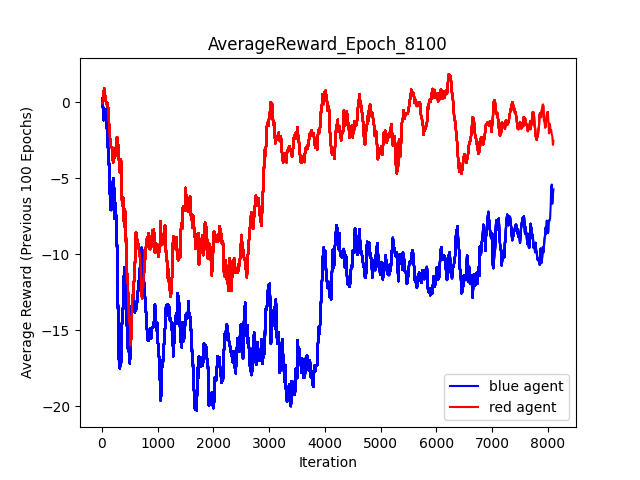 AverageReward_Epoch_8100
Average Reward (Previous 100 Epochs)
0
−5
−10
−15
−20
0 1000 2000 3000 4000 5000 6000 7000 8000
Iteration
blue agent
red agent